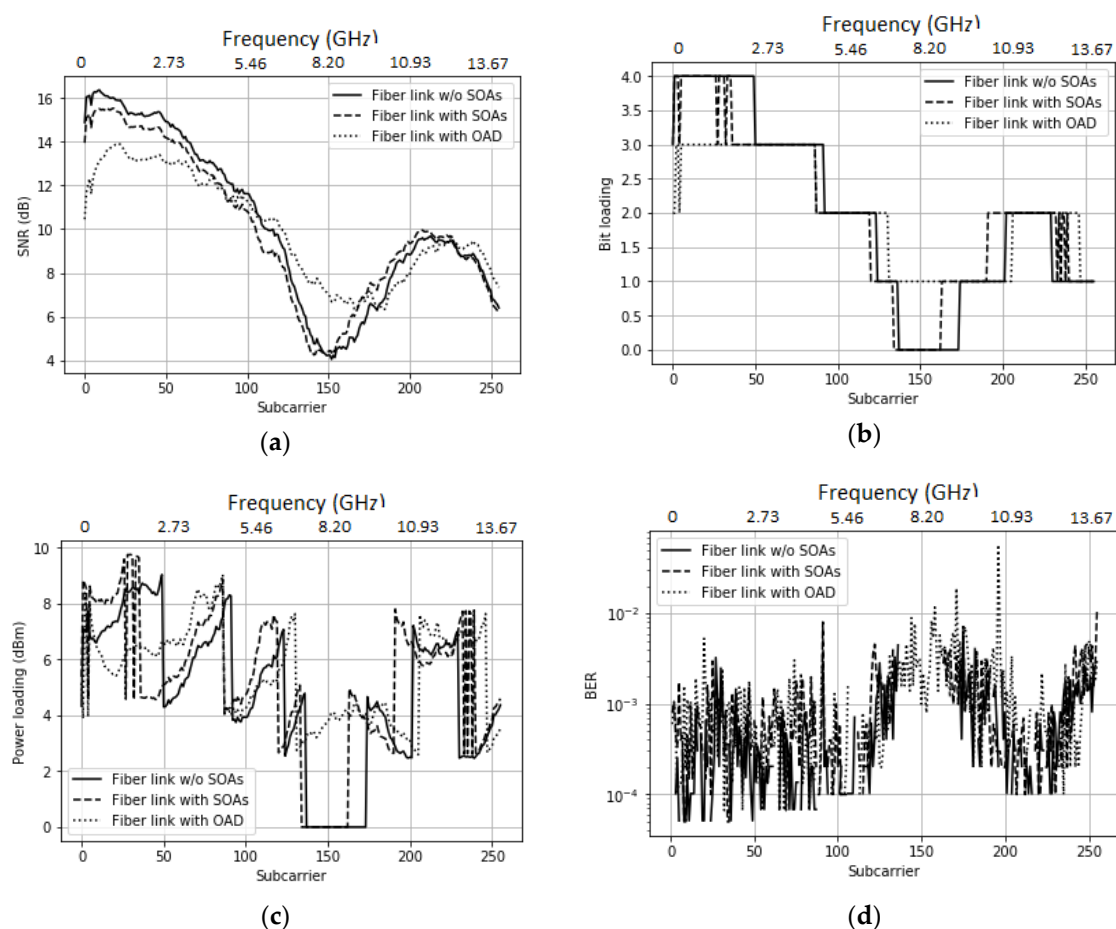 Frequency (GHz)
0 2.73 5.46 8.20 10.93 13.67
16
14
12
10
8
6
4
SNR (dB)
Fiber link w/o SOAs
Fiber link with SOAs
Fiber link with OAD
0 50 100 150 200 250
Subcarrier
(a)
Frequency (GHz)
0 2.73 5.46 8.20 10.93 13.67
4.0
3.5
3.0
2.5
2.0
1.5
1.0
0.5
0.0
Bit loading
Fiber link w/o SOAs
Fiber link with SOAs
Fiber link with OAD
0 50 100 150 200 250
Subcarrier
(b)
Frequency (GHz)
0 2.73 5.46 8.20 10.93 13.67
10
8
6
4
2
0
Power loading (dBm)
Fiber link w/o SOAs
Fiber link with SOAs
Fiber link with OAD
0 50 100 150 200 250
Subcarrier
(c)
Frequency (GHz)
0 2.73 5.46 8.20 10.93 13.67
10⁻²
10⁻³
10⁻⁴
BER
Fiber link w/o SOAs
Fiber link with SOAs
Fiber link with OAD
0 50 100 150 200 250
Subcarrier
(d)